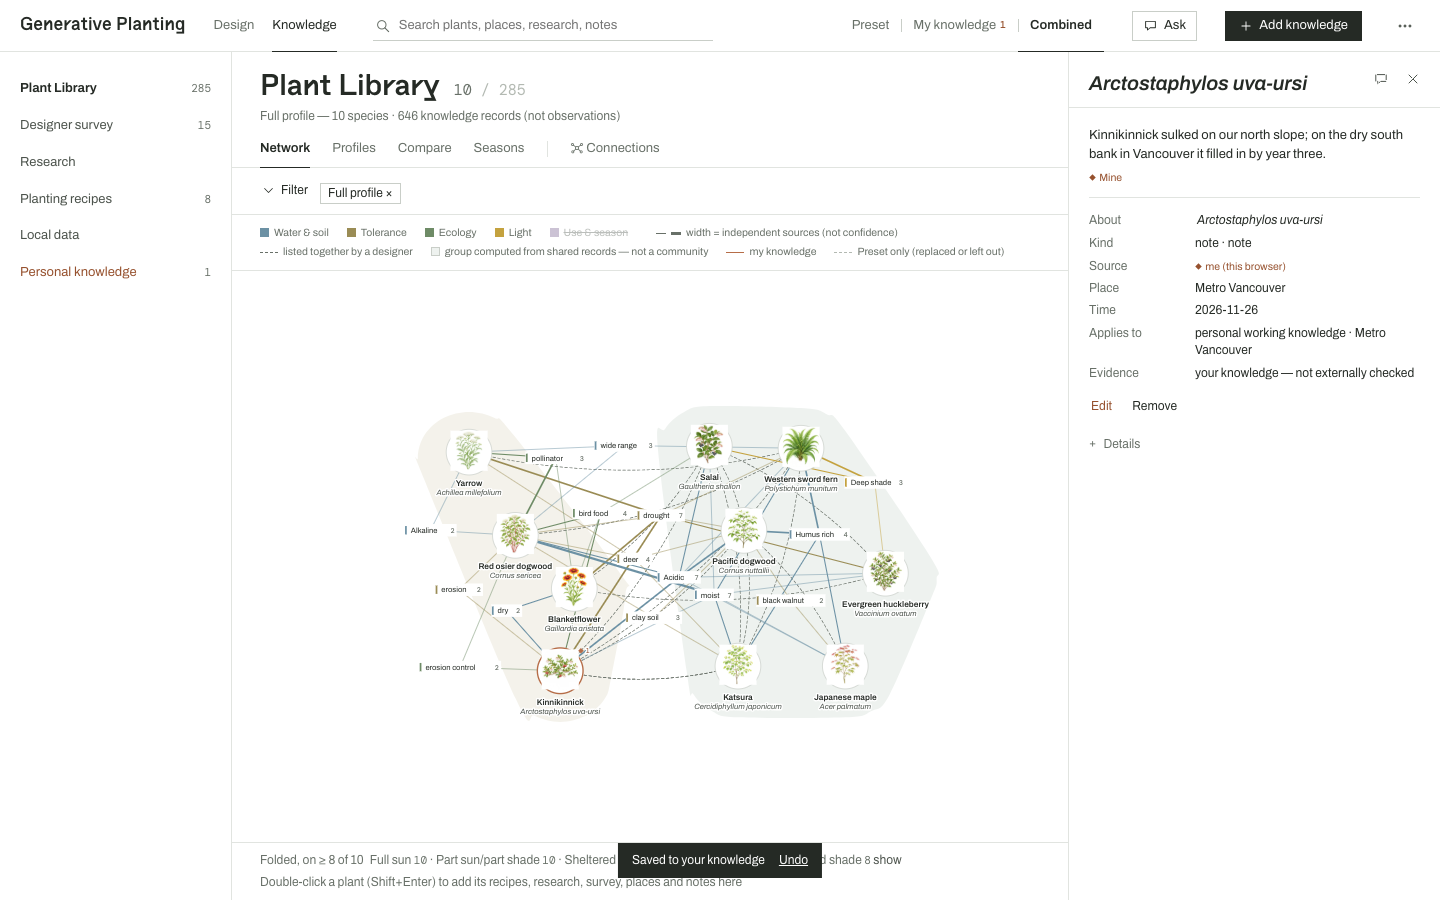 Generative Planting
Design
Knowledge
Search plants, places, research, notes
Preset
My knowledge 1
Combined
Ask
Add knowledge
Plant Library 285
Designer survey 15
Research
Planting recipes 8
Local data
Personal knowledge 1
Plant Library 10 / 285
Full profile — 10 species · 646 knowledge records (not observations)
Network
Profiles
Compare
Seasons
Connections
Filter
Full profile ×
Water & soil
Tolerance
Ecology
Light
Use & season
width = independent sources (not confidence)
listed together by a designer
group computed from shared records — not a community
my knowledge
Preset only (replaced or left out)
wide range 3
pollinator 3
Yarrow
Achillea millefolium
Salal
Gaultheria shallon
Western sword fern
Polystichum munitum
Deep shade 3
bird food 4
drought 7
Alkaline 2
Humus rich 4
deer 4
Red osier dogwood
Cornus sericea
Pacific dogwood
Cornus nuttallii
Acidic 7
erosion 2
moist 7
black walnut 2
Evergreen huckleberry
Vaccinium ovatum
dry 2
Blanketflower
Gaillardia aristata
clay soil 3
erosion control 2
Kinnikinnick
Arctostaphylos uva-ursi
Katsura
Cercidiphyllum japonicum
Japanese maple
Acer palmatum
Folded, on ≥ 8 of 10 Full sun 10 · Part sun/part shade 10 · Sheltered
d shade 8 show
Saved to your knowledge Undo
Double-click a plant (Shift+Enter) to add its recipes, research, survey, places and notes here
Arctostaphylos uva-ursi
Kinnikinnick sulked on our north slope; on the dry south
bank in Vancouver it filled in by year three.
Mine
About Arctostaphylos uva-ursi
Kind note · note
Source me (this browser)
Place Metro Vancouver
Time 2026-11-26
Applies to personal working knowledge · Metro
Vancouver
Evidence your knowledge — not externally checked
Edit Remove
+ Details